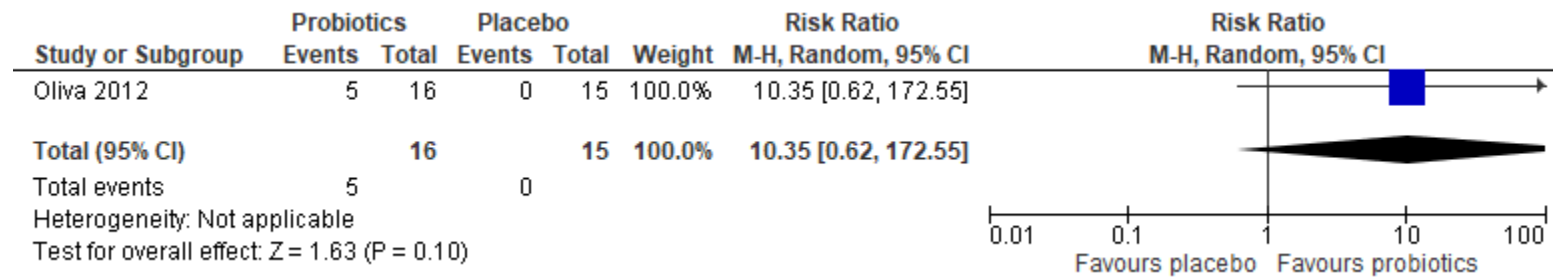 Probiotics Placebo Risk Ratio Risk Ratio
Study or Subgroup Events Total Events Total Weight M-H, Random, 95% CI M-H, Random, 95% CI
Oliva 2012 5 16 0 15 100.0% 10.35 [0.62, 172.55]
Total (95% CI) 16 15 100.0% 10.35 [0.62, 172.55]
Total events 5 0
Heterogeneity: Not applicable
Test for overall effect: Z = 1.63 (P = 0.10)
0.01 0.1 1 10 100
Favours placebo Favours probiotics